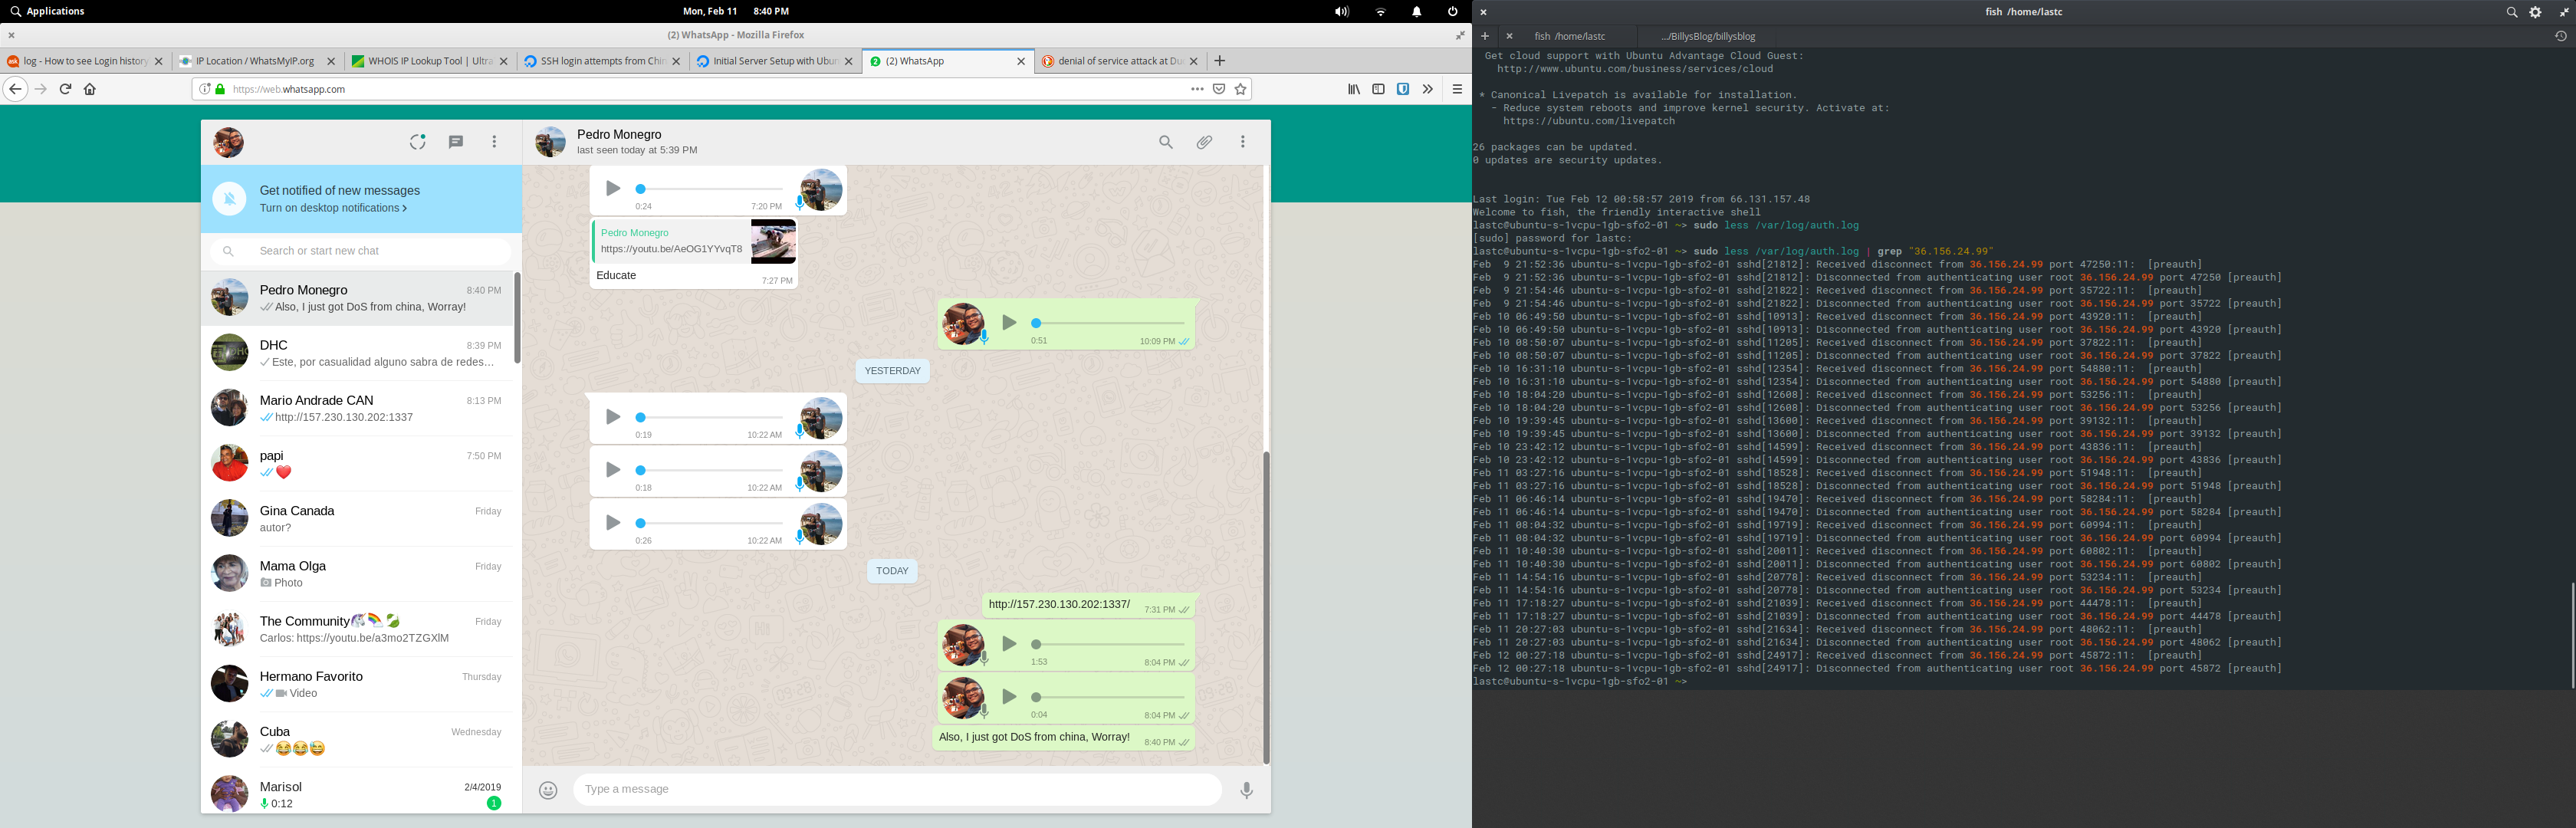 Applications
Mon, Feb 11 8:40 PM
(2) WhatsApp - Mozilla Firefox
log - How to see Login history
IP Location / WhatsMyIP.org
WHOIS IP Lookup Tool | Ultra
SSH login attempts from Chin
Initial Server Setup with Ubun
(2) WhatsApp
denial of service attack at Du
https://web.whatsapp.com
Pedro Monegro
last seen today at 5:39 PM
Get notified of new messages
Turn on desktop notifications >
Search or start new chat
Pedro Monegro 8:40 PM
Also, I just got DoS from china, Worray!
DHC 8:39 PM
Este, por casualidad alguno sabra de redes...
Mario Andrade CAN 8:13 PM
http://157.230.130.202:1337
papi 7:50 PM
❤️
Gina Canada Friday
autor?
Mama Olga Friday
Photo
The Community🦄🌈🍃 Friday
Carlos: https://youtu.be/a3mo2TZGXlM
Hermano Favorito Thursday
Video
Cuba Wednesday
😂😂😅
Marisol 2/4/2019
0:12 1
0:24 7:20 PM
Pedro Monegro
https://youtu.be/AeOG1YYvqT8
Educate
7:27 PM
0:51 10:09 PM
YESTERDAY
0:19 10:22 AM
0:18 10:22 AM
0:26 10:22 AM
TODAY
http://157.230.130.202:1337/ 7:31 PM
1:53 8:04 PM
0:04 8:04 PM
Also, I just got DoS from china, Worray! 8:40 PM
Type a message
fish /home/lastc
fish /home/lastc
.../BillysBlog/billysblog
Get cloud support with Ubuntu Advantage Cloud Guest:
http://www.ubuntu.com/business/services/cloud
* Canonical Livepatch is available for installation.
- Reduce system reboots and improve kernel security. Activate at:
https://ubuntu.com/livepatch
26 packages can be updated.
0 updates are security updates.
Last login: Tue Feb 12 00:58:57 2019 from 66.131.157.48
Welcome to fish, the friendly interactive shell
lastc@ubuntu-s-1vcpu-1gb-sfo2-01 ~> sudo less /var/log/auth.log
[sudo] password for lastc:
lastc@ubuntu-s-1vcpu-1gb-sfo2-01 ~> sudo less /var/log/auth.log | grep "36.156.24.99"
Feb  9 21:52:36 ubuntu-s-1vcpu-1gb-sfo2-01 sshd[21812]: Received disconnect from 36.156.24.99 port 47250:11:  [preauth]
Feb  9 21:52:36 ubuntu-s-1vcpu-1gb-sfo2-01 sshd[21812]: Disconnected from authenticating user root 36.156.24.99 port 47250 [preauth]
Feb  9 21:54:46 ubuntu-s-1vcpu-1gb-sfo2-01 sshd[21822]: Received disconnect from 36.156.24.99 port 35722:11:  [preauth]
Feb  9 21:54:46 ubuntu-s-1vcpu-1gb-sfo2-01 sshd[21822]: Disconnected from authenticating user root 36.156.24.99 port 35722 [preauth]
Feb 10 06:49:50 ubuntu-s-1vcpu-1gb-sfo2-01 sshd[10913]: Received disconnect from 36.156.24.99 port 43920:11:  [preauth]
Feb 10 06:49:50 ubuntu-s-1vcpu-1gb-sfo2-01 sshd[10913]: Disconnected from authenticating user root 36.156.24.99 port 43920 [preauth]
Feb 10 08:50:07 ubuntu-s-1vcpu-1gb-sfo2-01 sshd[11205]: Received disconnect from 36.156.24.99 port 37822:11:  [preauth]
Feb 10 08:50:07 ubuntu-s-1vcpu-1gb-sfo2-01 sshd[11205]: Disconnected from authenticating user root 36.156.24.99 port 37822 [preauth]
Feb 10 16:31:10 ubuntu-s-1vcpu-1gb-sfo2-01 sshd[12354]: Received disconnect from 36.156.24.99 port 54880:11:  [preauth]
Feb 10 16:31:10 ubuntu-s-1vcpu-1gb-sfo2-01 sshd[12354]: Disconnected from authenticating user root 36.156.24.99 port 54880 [preauth]
Feb 10 18:04:20 ubuntu-s-1vcpu-1gb-sfo2-01 sshd[12608]: Received disconnect from 36.156.24.99 port 53256:11:  [preauth]
Feb 10 18:04:20 ubuntu-s-1vcpu-1gb-sfo2-01 sshd[12608]: Disconnected from authenticating user root 36.156.24.99 port 53256 [preauth]
Feb 10 19:39:45 ubuntu-s-1vcpu-1gb-sfo2-01 sshd[13600]: Received disconnect from 36.156.24.99 port 39132:11:  [preauth]
Feb 10 19:39:45 ubuntu-s-1vcpu-1gb-sfo2-01 sshd[13600]: Disconnected from authenticating user root 36.156.24.99 port 39132 [preauth]
Feb 10 23:42:12 ubuntu-s-1vcpu-1gb-sfo2-01 sshd[14599]: Received disconnect from 36.156.24.99 port 43836:11:  [preauth]
Feb 10 23:42:12 ubuntu-s-1vcpu-1gb-sfo2-01 sshd[14599]: Disconnected from authenticating user root 36.156.24.99 port 43836 [preauth]
Feb 11 03:27:16 ubuntu-s-1vcpu-1gb-sfo2-01 sshd[18528]: Received disconnect from 36.156.24.99 port 51948:11:  [preauth]
Feb 11 03:27:16 ubuntu-s-1vcpu-1gb-sfo2-01 sshd[18528]: Disconnected from authenticating user root 36.156.24.99 port 51948 [preauth]
Feb 11 06:46:14 ubuntu-s-1vcpu-1gb-sfo2-01 sshd[19470]: Received disconnect from 36.156.24.99 port 58284:11:  [preauth]
Feb 11 06:46:14 ubuntu-s-1vcpu-1gb-sfo2-01 sshd[19470]: Disconnected from authenticating user root 36.156.24.99 port 58284 [preauth]
Feb 11 08:04:32 ubuntu-s-1vcpu-1gb-sfo2-01 sshd[19719]: Received disconnect from 36.156.24.99 port 60994:11:  [preauth]
Feb 11 08:04:32 ubuntu-s-1vcpu-1gb-sfo2-01 sshd[19719]: Disconnected from authenticating user root 36.156.24.99 port 60994 [preauth]
Feb 11 10:40:30 ubuntu-s-1vcpu-1gb-sfo2-01 sshd[20011]: Received disconnect from 36.156.24.99 port 60802:11:  [preauth]
Feb 11 10:40:30 ubuntu-s-1vcpu-1gb-sfo2-01 sshd[20011]: Disconnected from authenticating user root 36.156.24.99 port 60802 [preauth]
Feb 11 14:54:16 ubuntu-s-1vcpu-1gb-sfo2-01 sshd[20778]: Received disconnect from 36.156.24.99 port 53234:11:  [preauth]
Feb 11 14:54:16 ubuntu-s-1vcpu-1gb-sfo2-01 sshd[20778]: Disconnected from authenticating user root 36.156.24.99 port 53234 [preauth]
Feb 11 17:18:27 ubuntu-s-1vcpu-1gb-sfo2-01 sshd[21039]: Received disconnect from 36.156.24.99 port 44478:11:  [preauth]
Feb 11 17:18:27 ubuntu-s-1vcpu-1gb-sfo2-01 sshd[21039]: Disconnected from authenticating user root 36.156.24.99 port 44478 [preauth]
Feb 11 20:27:03 ubuntu-s-1vcpu-1gb-sfo2-01 sshd[21634]: Received disconnect from 36.156.24.99 port 48062:11:  [preauth]
Feb 11 20:27:03 ubuntu-s-1vcpu-1gb-sfo2-01 sshd[21634]: Disconnected from authenticating user root 36.156.24.99 port 48062 [preauth]
Feb 12 00:27:18 ubuntu-s-1vcpu-1gb-sfo2-01 sshd[24917]: Received disconnect from 36.156.24.99 port 45872:11:  [preauth]
Feb 12 00:27:18 ubuntu-s-1vcpu-1gb-sfo2-01 sshd[24917]: Disconnected from authenticating user root 36.156.24.99 port 45872 [preauth]
lastc@ubuntu-s-1vcpu-1gb-sfo2-01 ~>